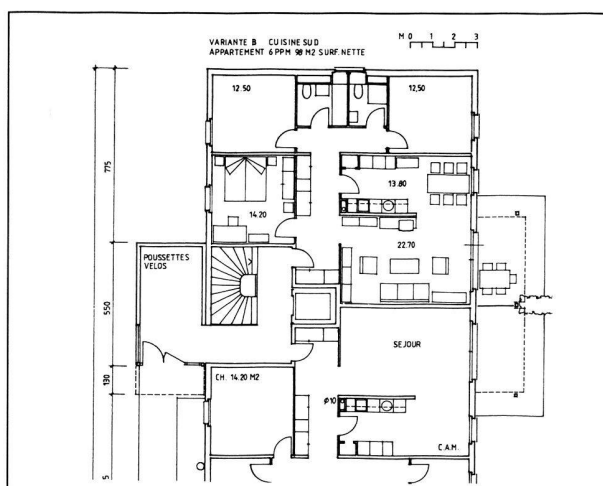 VARIANTE B CUISINE SUD
APPARTEMENT 6 PPM 98 M2 SURF. NETTE
M 0 1 2 3
12.50
12,50
13.80
14.20
22.70
775
POUSSETTES
VELOS
550
SEJOUR
130
CH. 14.20 M2
Ø10
C.A.M.
5